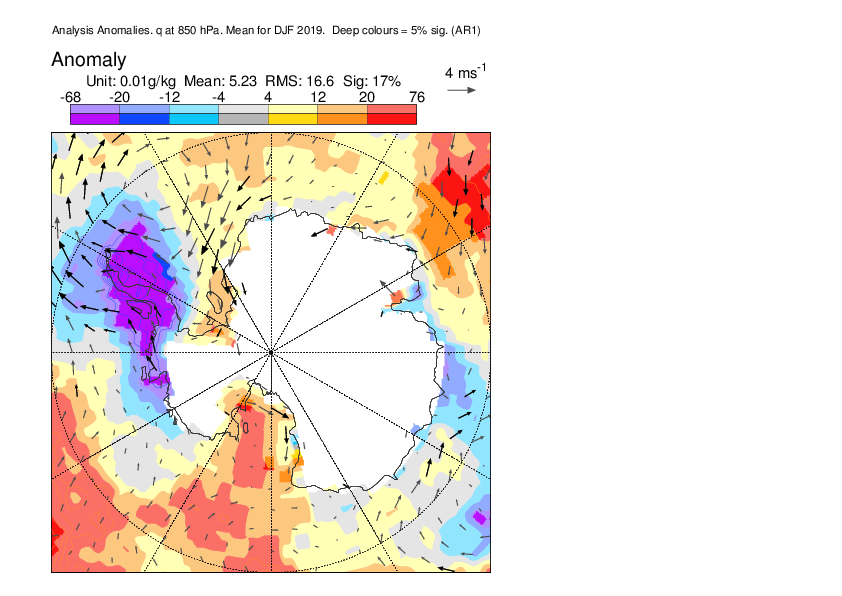 Analysis Anomalies. q at 850 hPa. Mean for DJF 2019.  Deep colours = 5% sig. (AR1)
Anomaly
4 ms-1
Unit: 0.01g/kg  Mean: 5.23  RMS: 16.6  Sig: 17%
-68 -20 -12 -4 4 12 20 76